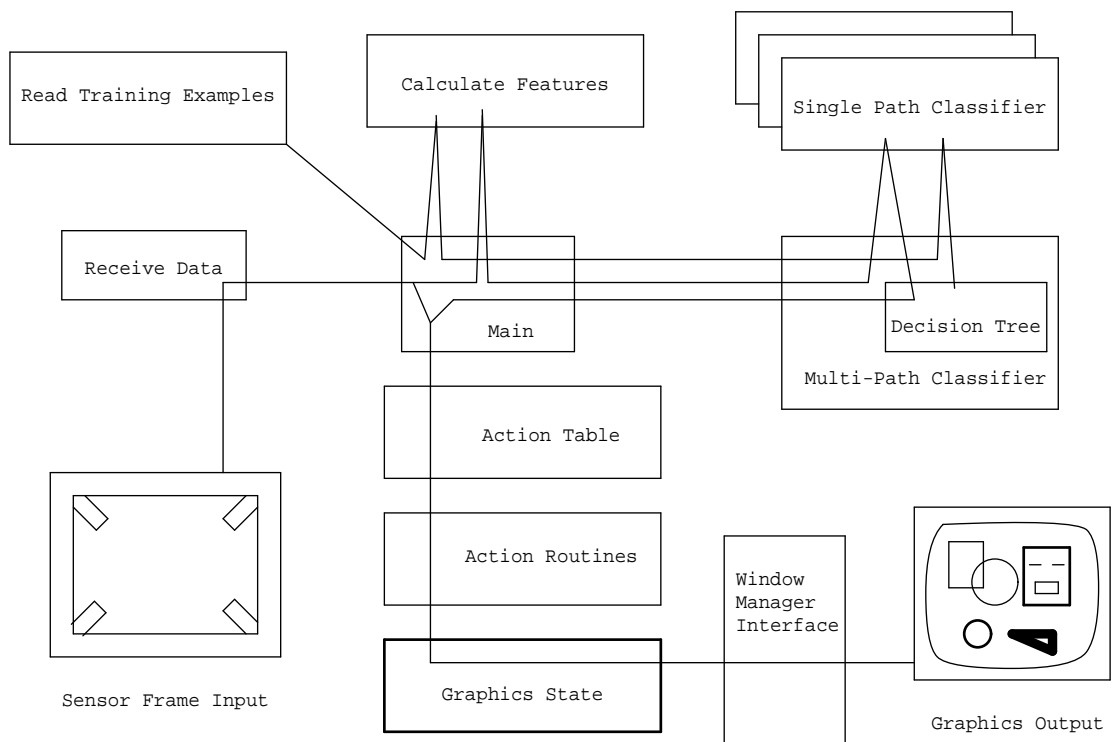 Read Training Examples
Calculate Features
Single Path Classifier
Receive Data
Main
Decision Tree
Multi-Path Classifier
Action Table
Action Routines
Window
Manager
Interface
Sensor Frame Input
Graphics State
Graphics Output